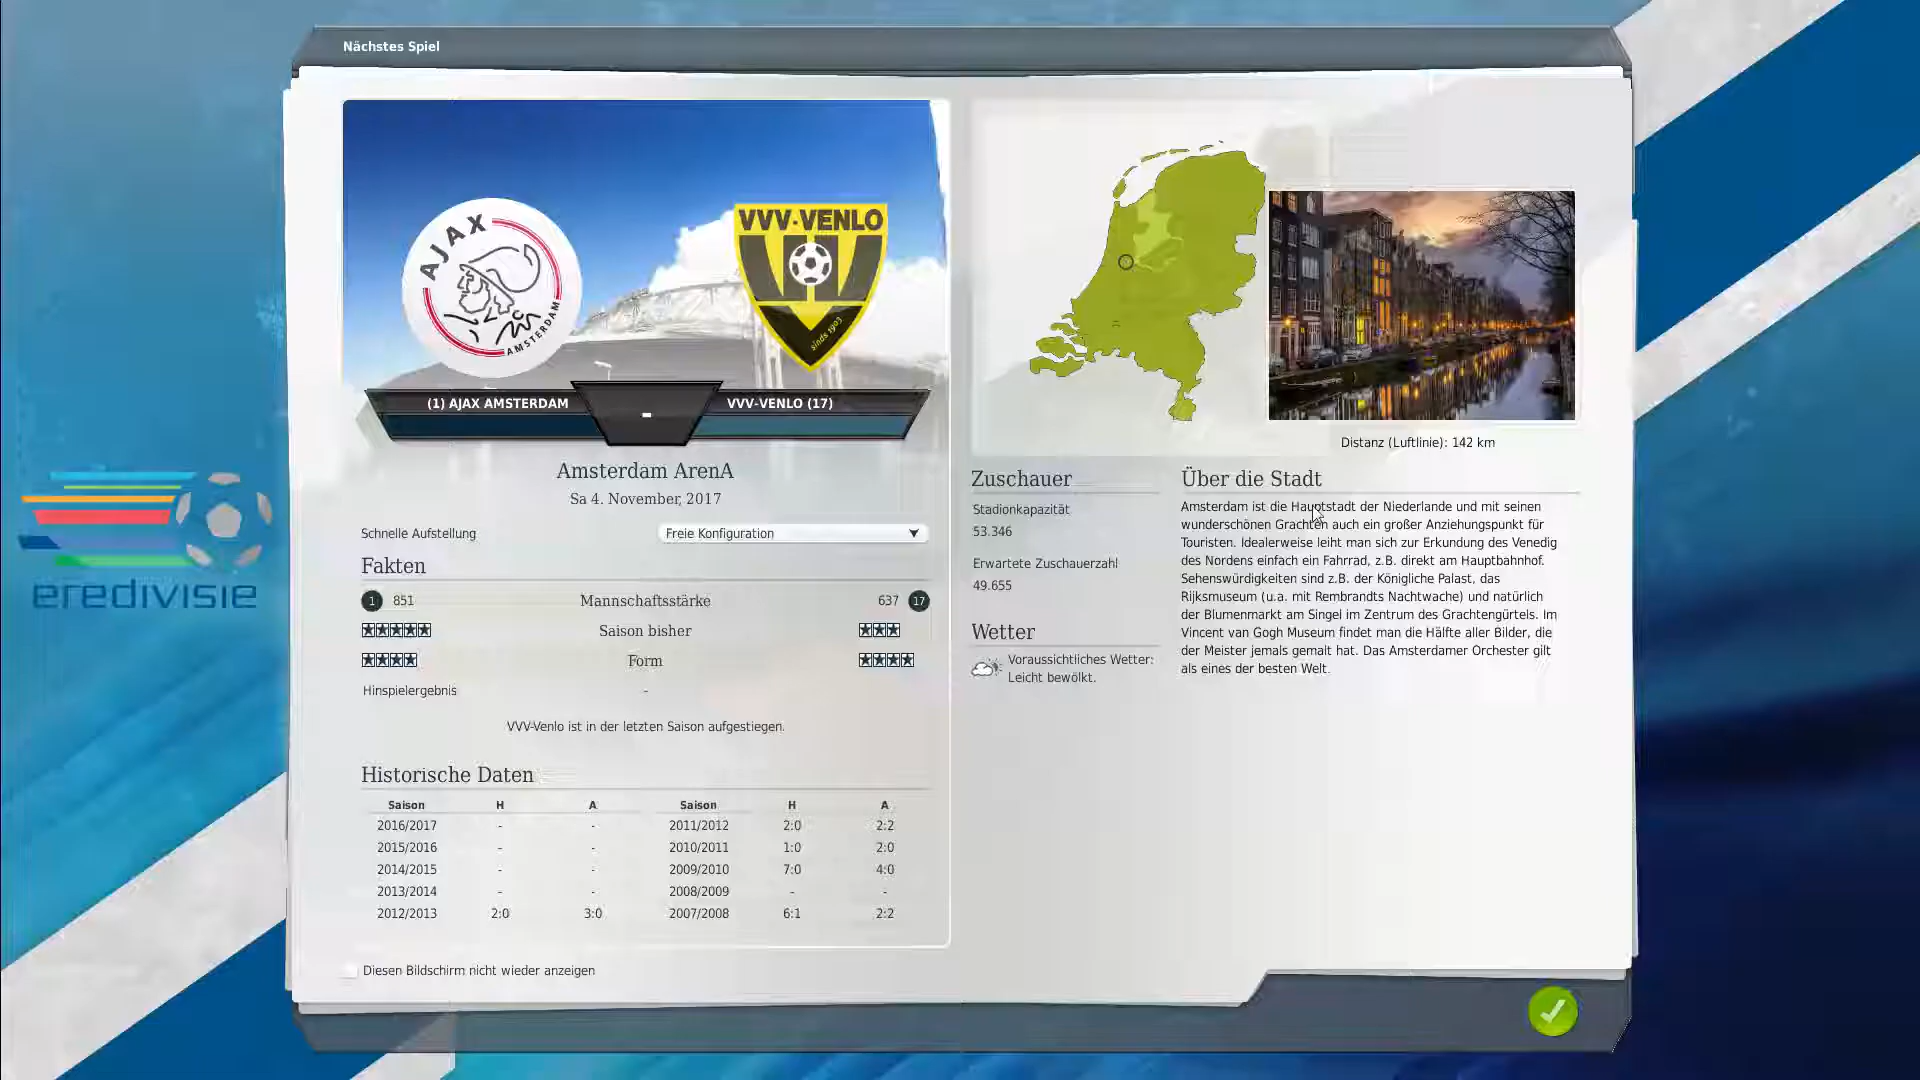 Nächstes Spiel
AJAX
AMSTERDAM
VVV-VENLO
sinds 1903
(1) AJAX AMSTERDAM
-
VVV-VENLO (17)
Amsterdam ArenA
Sa 4. November, 2017
Schnelle Aufstellung
Freie Konfiguration
Fakten
1 851 Mannschaftsstärke 637 17
Saison bisher
Form
Hinspielergebnis -
VVV-Venlo ist in der letzten Saison aufgestiegen.
Historische Daten
Saison H A Saison H A
2016/2017 - - 2011/2012 2:0 2:2
2015/2016 - - 2010/2011 1:0 2:0
2014/2015 - - 2009/2010 7:0 4:0
2013/2014 - - 2008/2009 - -
2012/2013 2:0 3:0 2007/2008 6:1 2:2
Diesen Bildschirm nicht wieder anzeigen
Distanz (Luftlinie): 142 km
Zuschauer
Stadionkapazität
53.346
Erwartete Zuschauerzahl
49.655
Wetter
Voraussichtliches Wetter:
Leicht bewölkt.
Über die Stadt
Amsterdam ist die Hauptstadt der Niederlande und mit seinen
wunderschönen Grachten auch ein großer Anziehungspunkt für
Touristen. Idealerweise leiht man sich zur Erkundung des Venedig
des Nordens einfach ein Fahrrad, z.B. direkt am Hauptbahnhof.
Sehenswürdigkeiten sind z.B. der Königliche Palast, das
Rijksmuseum (u.a. mit Rembrandts Nachtwache) und natürlich
der Blumenmarkt am Singel im Zentrum des Grachtengürtels. Im
Vincent van Gogh Museum findet man die Hälfte aller Bilder, die
der Meister jemals gemalt hat. Das Amsterdamer Orchester gilt
als eines der besten Welt.
eredivisie